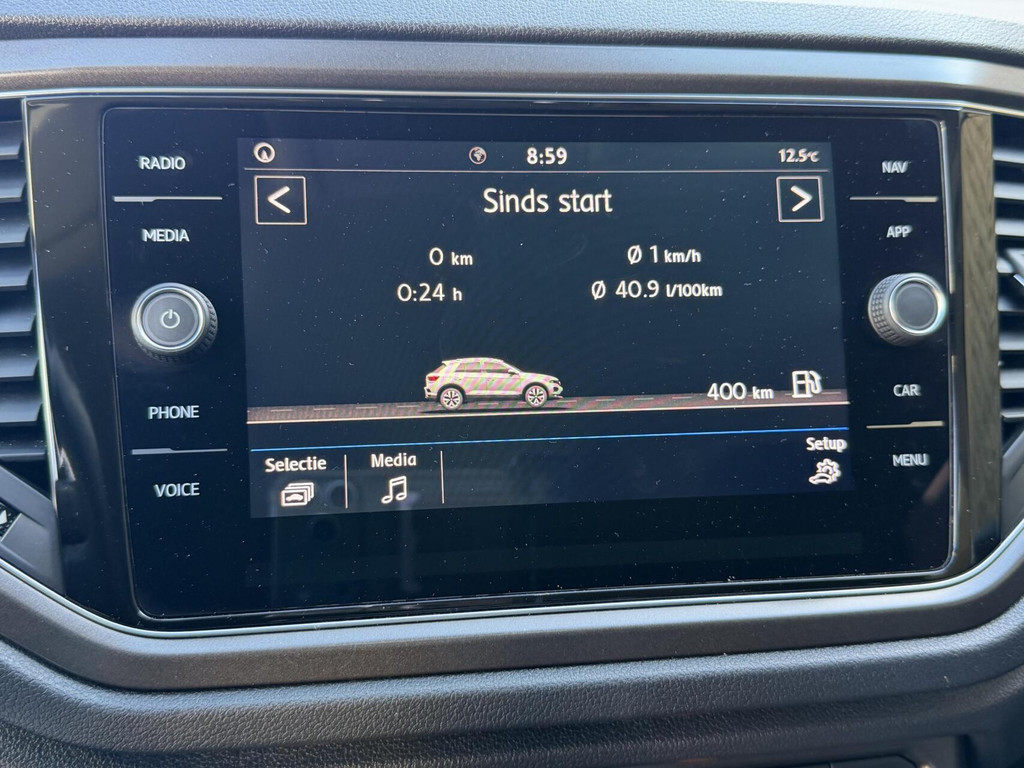 RADIO
MEDIA
PHONE
VOICE
8:59
12.5°C
Sinds start
0 km
Ø 1 km/h
0:24 h
Ø 40.9 l/100km
400 km
Selectie
Media
Setup
NAV
APP
CAR
MENU